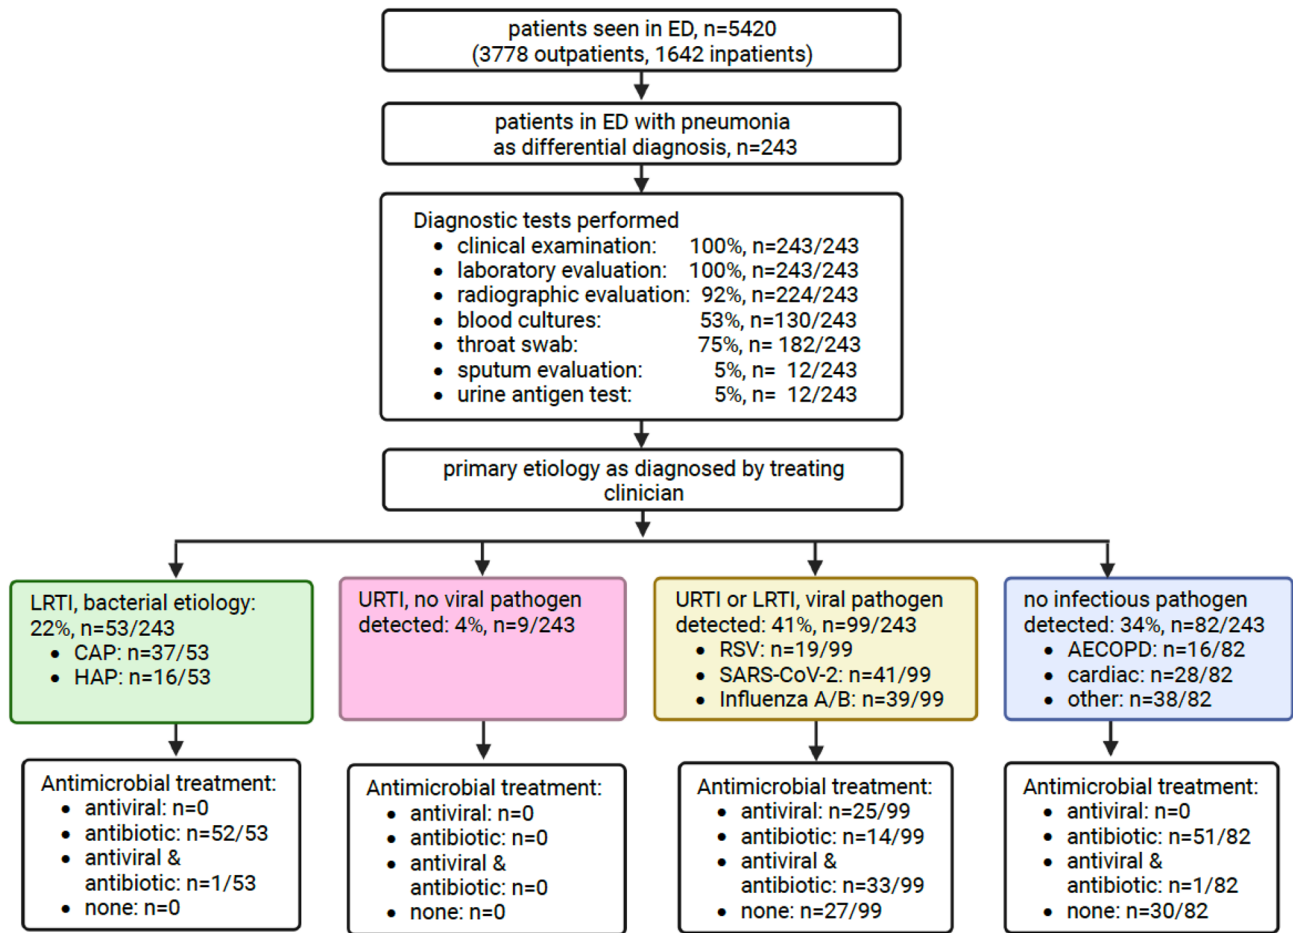 patients seen in ED, n=5420
(3778 outpatients, 1642 inpatients)
patients in ED with pneumonia
as differential diagnosis, n=243
Diagnostic tests performed
• clinical examination: 100%, n=243/243
• laboratory evaluation: 100%, n=243/243
• radiographic evaluation: 92%, n=224/243
• blood cultures: 53%, n=130/243
• throat swab: 75%, n= 182/243
• sputum evaluation: 5%, n= 12/243
• urine antigen test: 5%, n= 12/243
primary etiology as diagnosed by treating
clinician
LRTI, bacterial etiology:
22%, n=53/243
• CAP: n=37/53
• HAP: n=16/53
URTI, no viral pathogen
detected: 4%, n=9/243
URTI or LRTI, viral pathogen
detected: 41%, n=99/243
• RSV: n=19/99
• SARS-CoV-2: n=41/99
• Influenza A/B: n=39/99
no infectious pathogen
detected: 34%, n=82/243
• AECOPD: n=16/82
• cardiac: n=28/82
• other: n=38/82
Antimicrobial treatment:
• antiviral: n=0
• antibiotic: n=52/53
• antiviral &
antibiotic: n=1/53
• none: n=0
Antimicrobial treatment:
• antiviral: n=0
• antibiotic: n=0
• antiviral &
antibiotic: n=0
• none: n=0
Antimicrobial treatment:
• antiviral: n=25/99
• antibiotic: n=14/99
• antiviral &
antibiotic: n=33/99
• none: n=27/99
Antimicrobial treatment:
• antiviral: n=0
• antibiotic: n=51/82
• antiviral &
antibiotic: n=1/82
• none: n=30/82